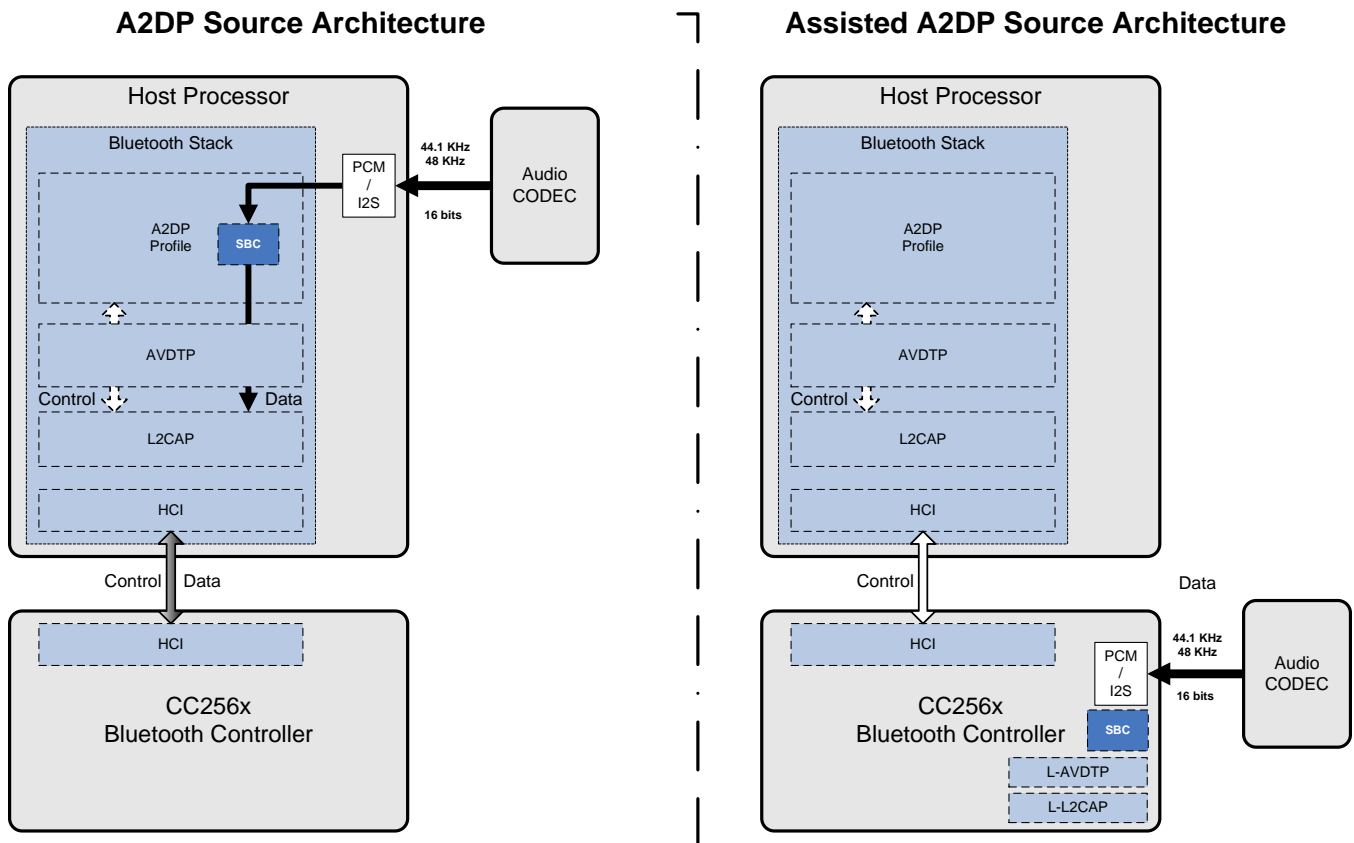 A2DP Source Architecture
Host Processor
Bluetooth Stack
A2DP
Profile
SBC
PCM
/
I2S
44.1 KHz
48 KHz
16 bits
Audio
CODEC
AVDTP
Control
Data
L2CAP
HCI
Control
Data
HCI
CC256x
Bluetooth Controller
Assisted A2DP Source Architecture
Host Processor
Bluetooth Stack
A2DP
Profile
AVDTP
Control
L2CAP
HCI
Control
Data
HCI
PCM
/
I2S
44.1 KHz
48 KHz
16 bits
Audio
CODEC
CC256x
Bluetooth Controller
SBC
L-AVDTP
L-L2CAP